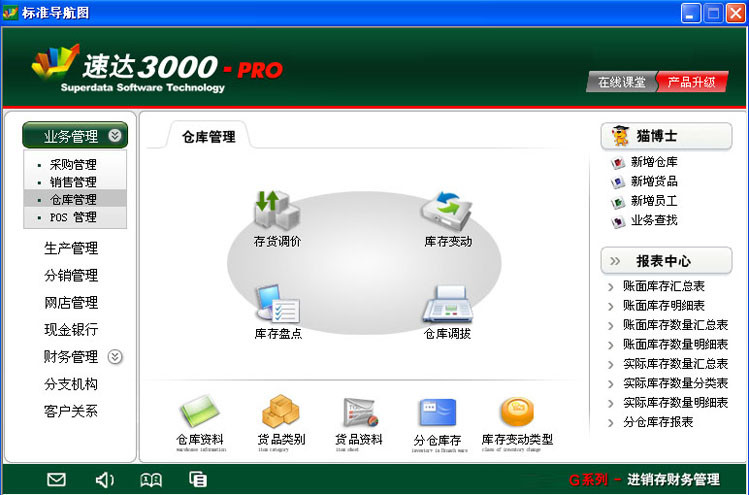 标准导航图
速达3000-PRO
Superdata Software Technology
在线课堂 产品升级
业务管理
采购管理
销售管理
仓库管理
POS 管理
生产管理
分销管理
网店管理
现金银行
财务管理
分支机构
客户关系
仓库管理
存货调价 库存变动
库存盘点 仓库调拔
仓库资料 货品类别 货品资料 分仓库存 库存变动类型
warehouse information item category item sheet inventory in branch ware class of inventory change
猫博士
新增仓库
新增货品
新增员工
业务查找
报表中心
账面库存汇总表
账面库存明细表
账面库存数量汇总表
账面库存数量明细表
实际库存数量汇总表
实际库存数量分类表
实际库存数量明细表
分仓库存报表
G系列 - 进销存财务管理